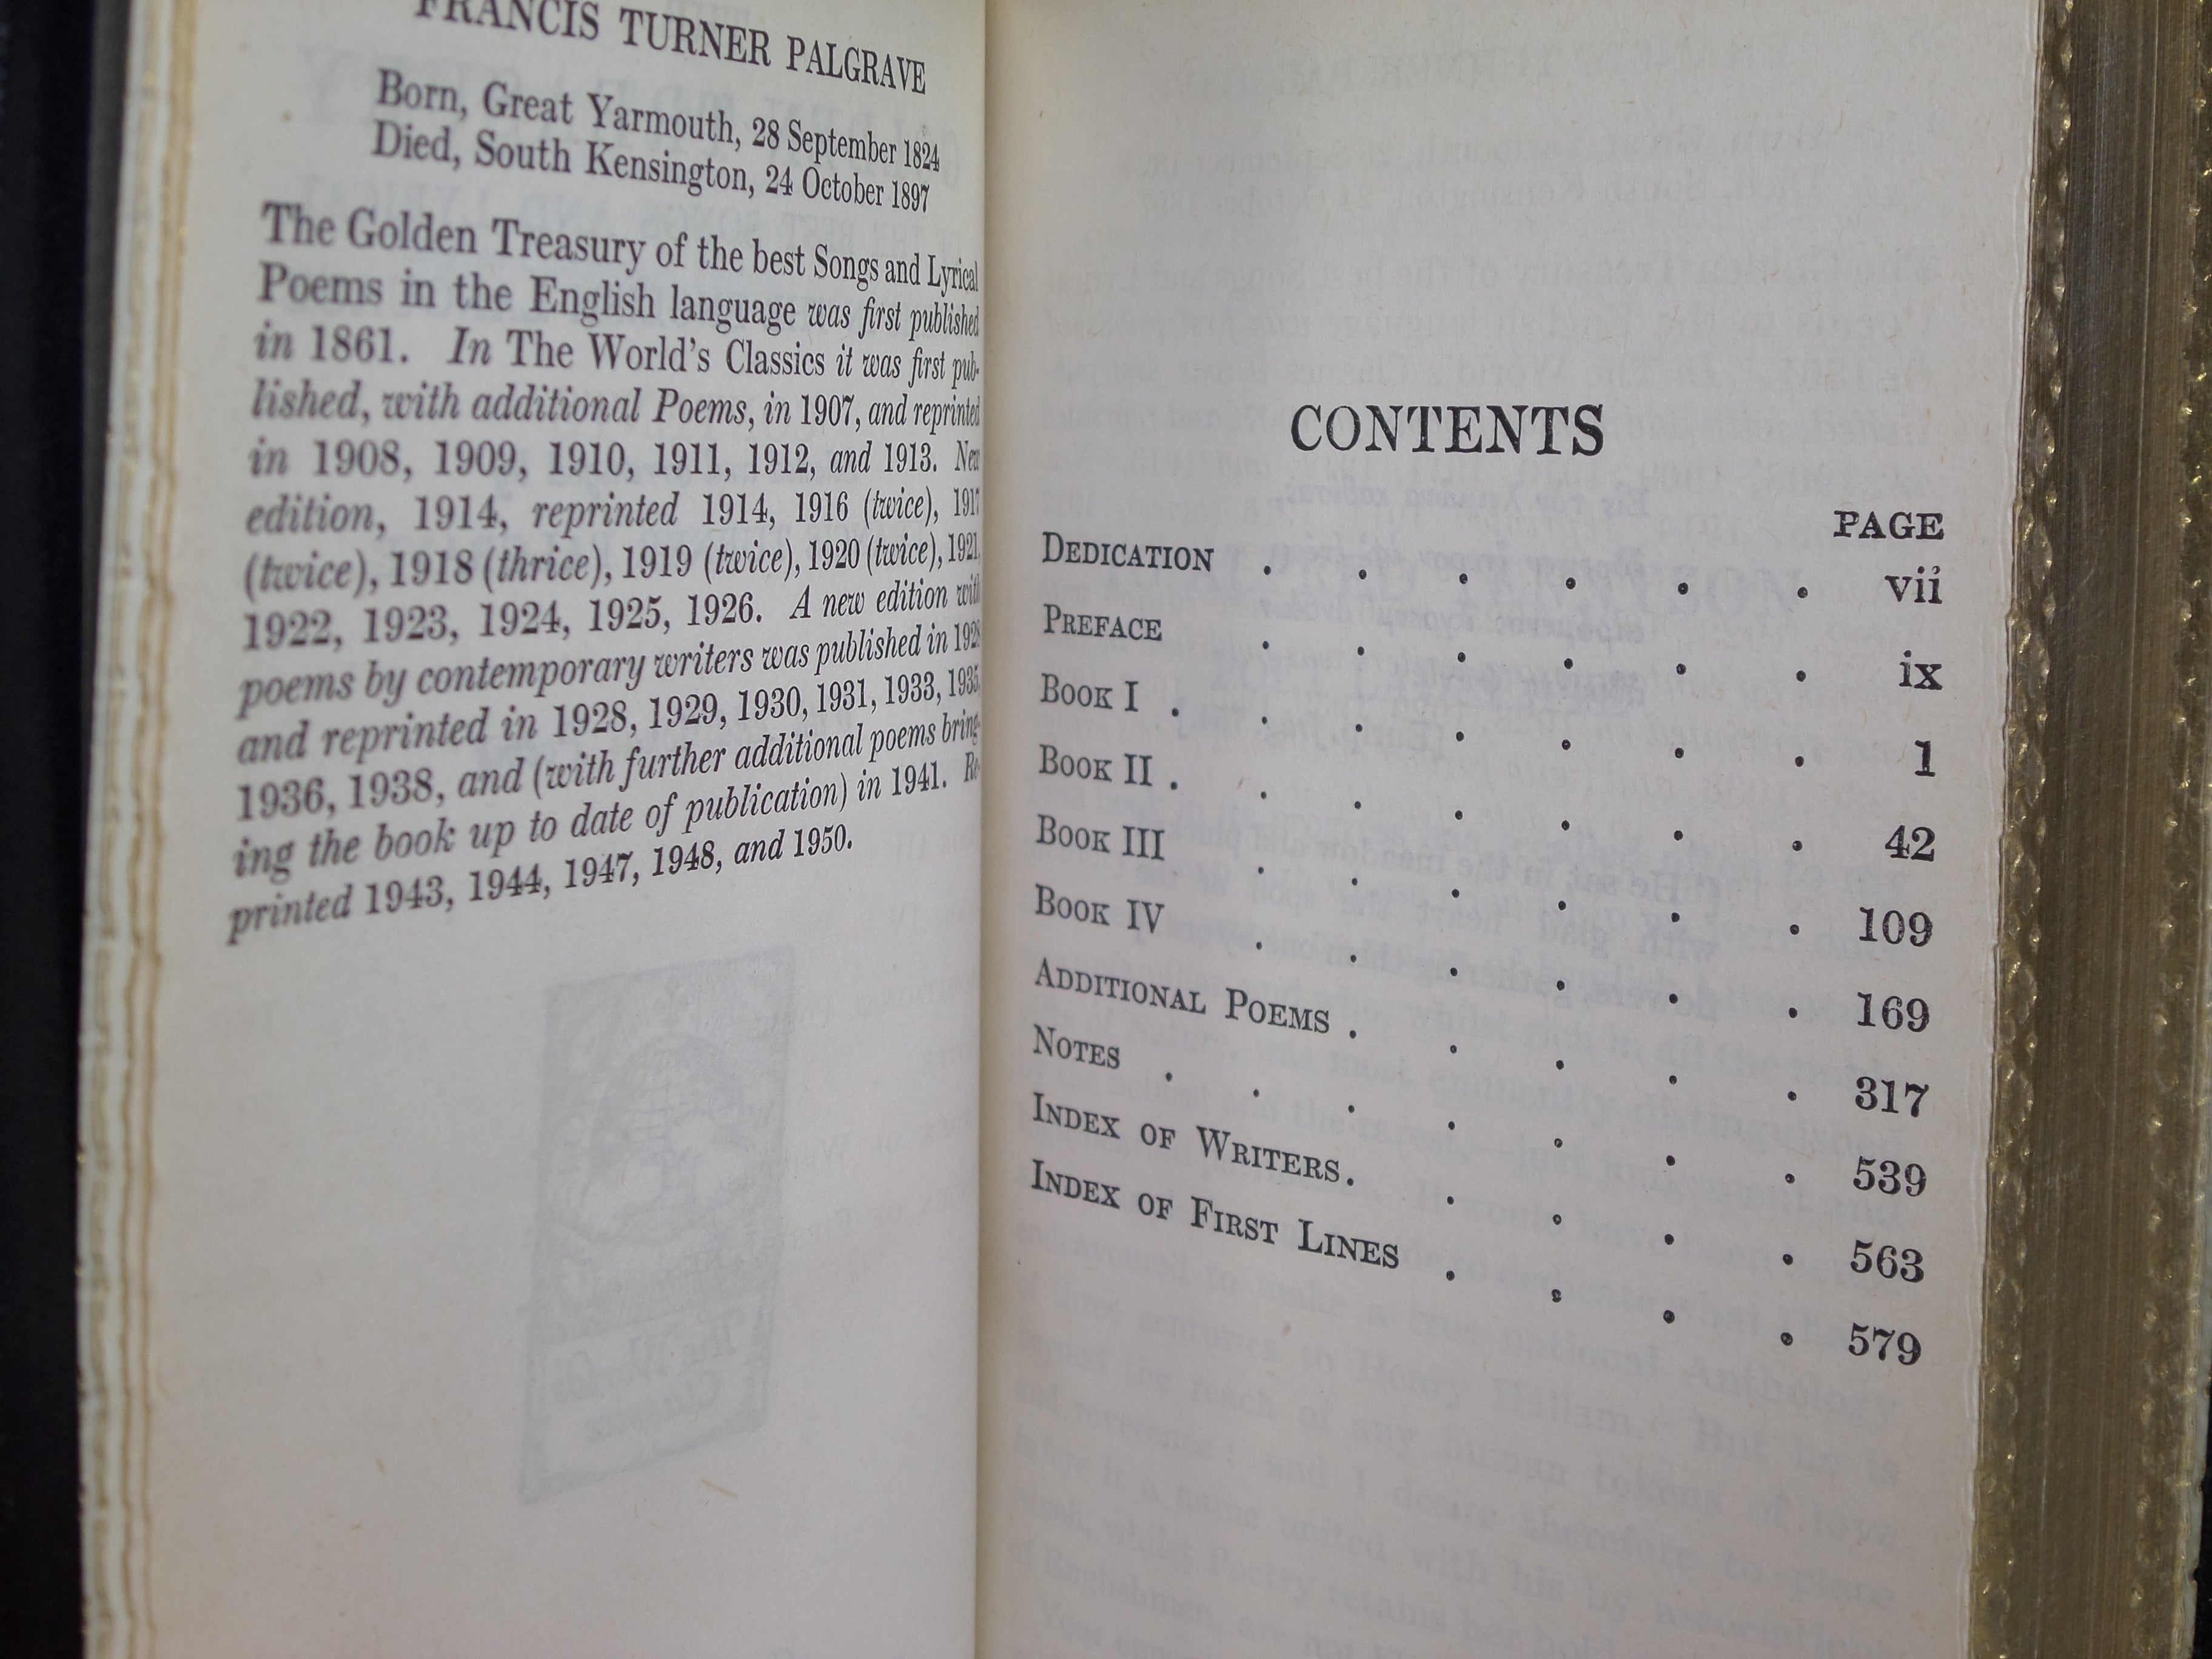 FRANCIS TURNER PALGRAVE
Born, Great Yarmouth, 28 September 1824
Died, South Kensington, 24 October 1897
The Golden Treasury of the best Songs and Lyrical
Poems in the English language was first published
in 1861. In The World's Classics it was first pub-
lished, with additional Poems, in 1907, and reprinted
in 1908, 1909, 1910, 1911, 1912, and 1913. New
edition, 1914, reprinted 1914, 1916 (twice), 1917
(twice), 1918 (thrice), 1919 (twice), 1920 (twice), 1921,
1922, 1923, 1924, 1925, 1926. A new edition with
poems by contemporary writers was published in
and reprinted in 1928, 1929, 1930, 1931, 1933, 1935,
1936, 1938, and (with further additional poems bring-
ing the book up to date of publication) in 1941. Re-
printed 1943, 1944, 1947, 1948, and 1950.
CONTENTS
PAGE
DEDICATION . . . . . . vii
PREFACE . . . . . . ix
BOOK I . . . . . . . 1
BOOK II . . . . . . . 42
BOOK III . . . . . . 109
BOOK IV . . . . . . 169
ADDITIONAL POEMS . . . . . 317
NOTES . . . . . . . 539
INDEX OF WRITERS . . . . . 563
INDEX OF FIRST LINES . . . . 579